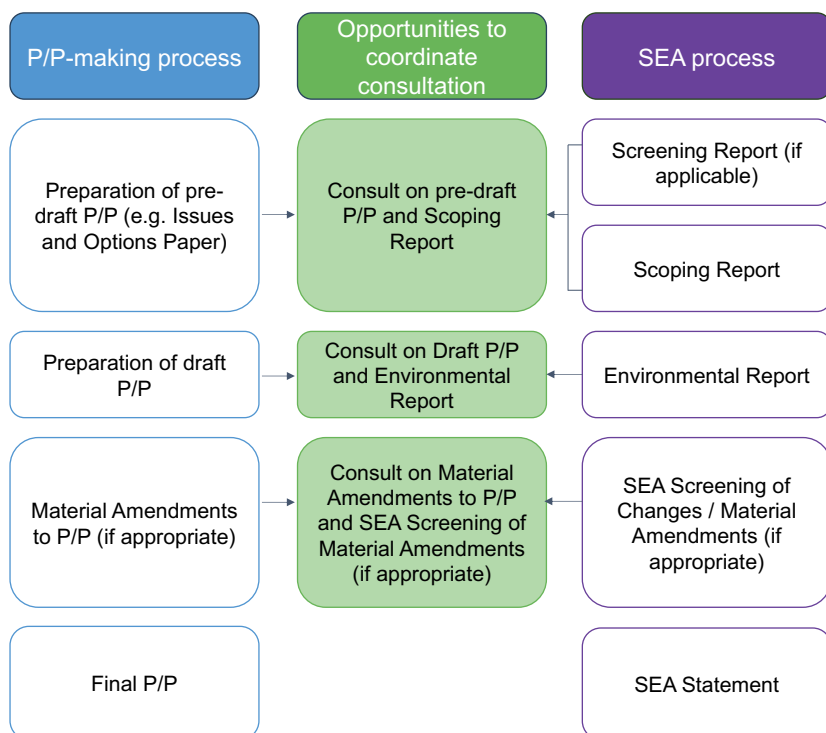 P/P-making process
Opportunities to
coordinate
consultation
SEA process
Preparation of pre-
draft P/P (e.g. Issues
and Options Paper)
Consult on pre-draft
P/P and Scoping
Report
Screening Report (if
applicable)
Scoping Report
Preparation of draft
P/P
Consult on Draft P/P
and Environmental
Report
Environmental Report
Material Amendments
to P/P (if appropriate)
Consult on Material
Amendments to P/P
and SEA Screening of
Material Amendments
(if appropriate)
SEA Screening of
Changes / Material
Amendments (if
appropriate)
Final P/P
SEA Statement